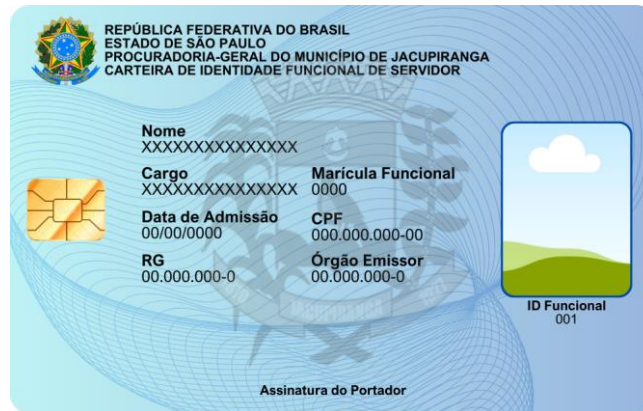 REPÚBLICA FEDERATIVA DO BRASIL
ESTADO DE SÃO PAULO
PROCURADORIA-GERAL DO MUNICÍPIO DE JACUPIRANGA
CARTEIRA DE IDENTIDADE FUNCIONAL DE SERVIDOR
Nome
XXXXXXXXXXXXXXX
Cargo Marícula Funcional
XXXXXXXXXXXXXXX 0000
Data de Admissão CPF
00/00/0000 000.000.000-00
RG Órgão Emissor
00.000.000-0 00.000.000-0
ID Funcional
001
Assinatura do Portador